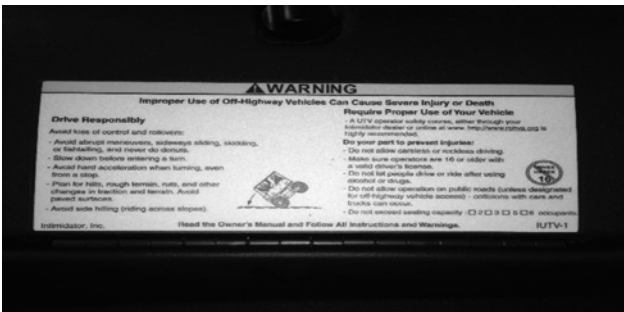 WARNING
Improper Use of Off-Highway Vehicles Can Cause Severe Injury or Death
Drive Responsibly
Avoid loss of control and rollovers:
- Avoid abrupt maneuvers, sideways sliding, skidding,
or fishtailing, and never do donuts.
- Slow down before entering a turn.
- Avoid hard acceleration when turning, even
from a stop.
- Plan for hills, rough terrain, ruts, and other
changes in traction and terrain. Avoid
paved surfaces.
- Avoid side hilling (riding across slopes).
Require Proper Use of Your Vehicle
- A UTV operator safety course, either through your
Intimidator dealer or online at www. http://www.rohva.org is
highly recommended.
Do your part to prevent injuries:
- Do not allow careless or reckless driving.
- Make sure operators are 16 or older with
a valid driver's license.
- Do not let people drive or ride after using
alcohol or drugs.
- Do not allow operation on public roads (unless designated
for off-highway vehicle access) - collisions with cars and
trucks can occur.
- Do not exceed seating capacity : 2 3 5 6 occupants.
16
Intimidator, Inc.
Read the Owner's Manual and Follow All Instructions and Warnings.
IUTV-1